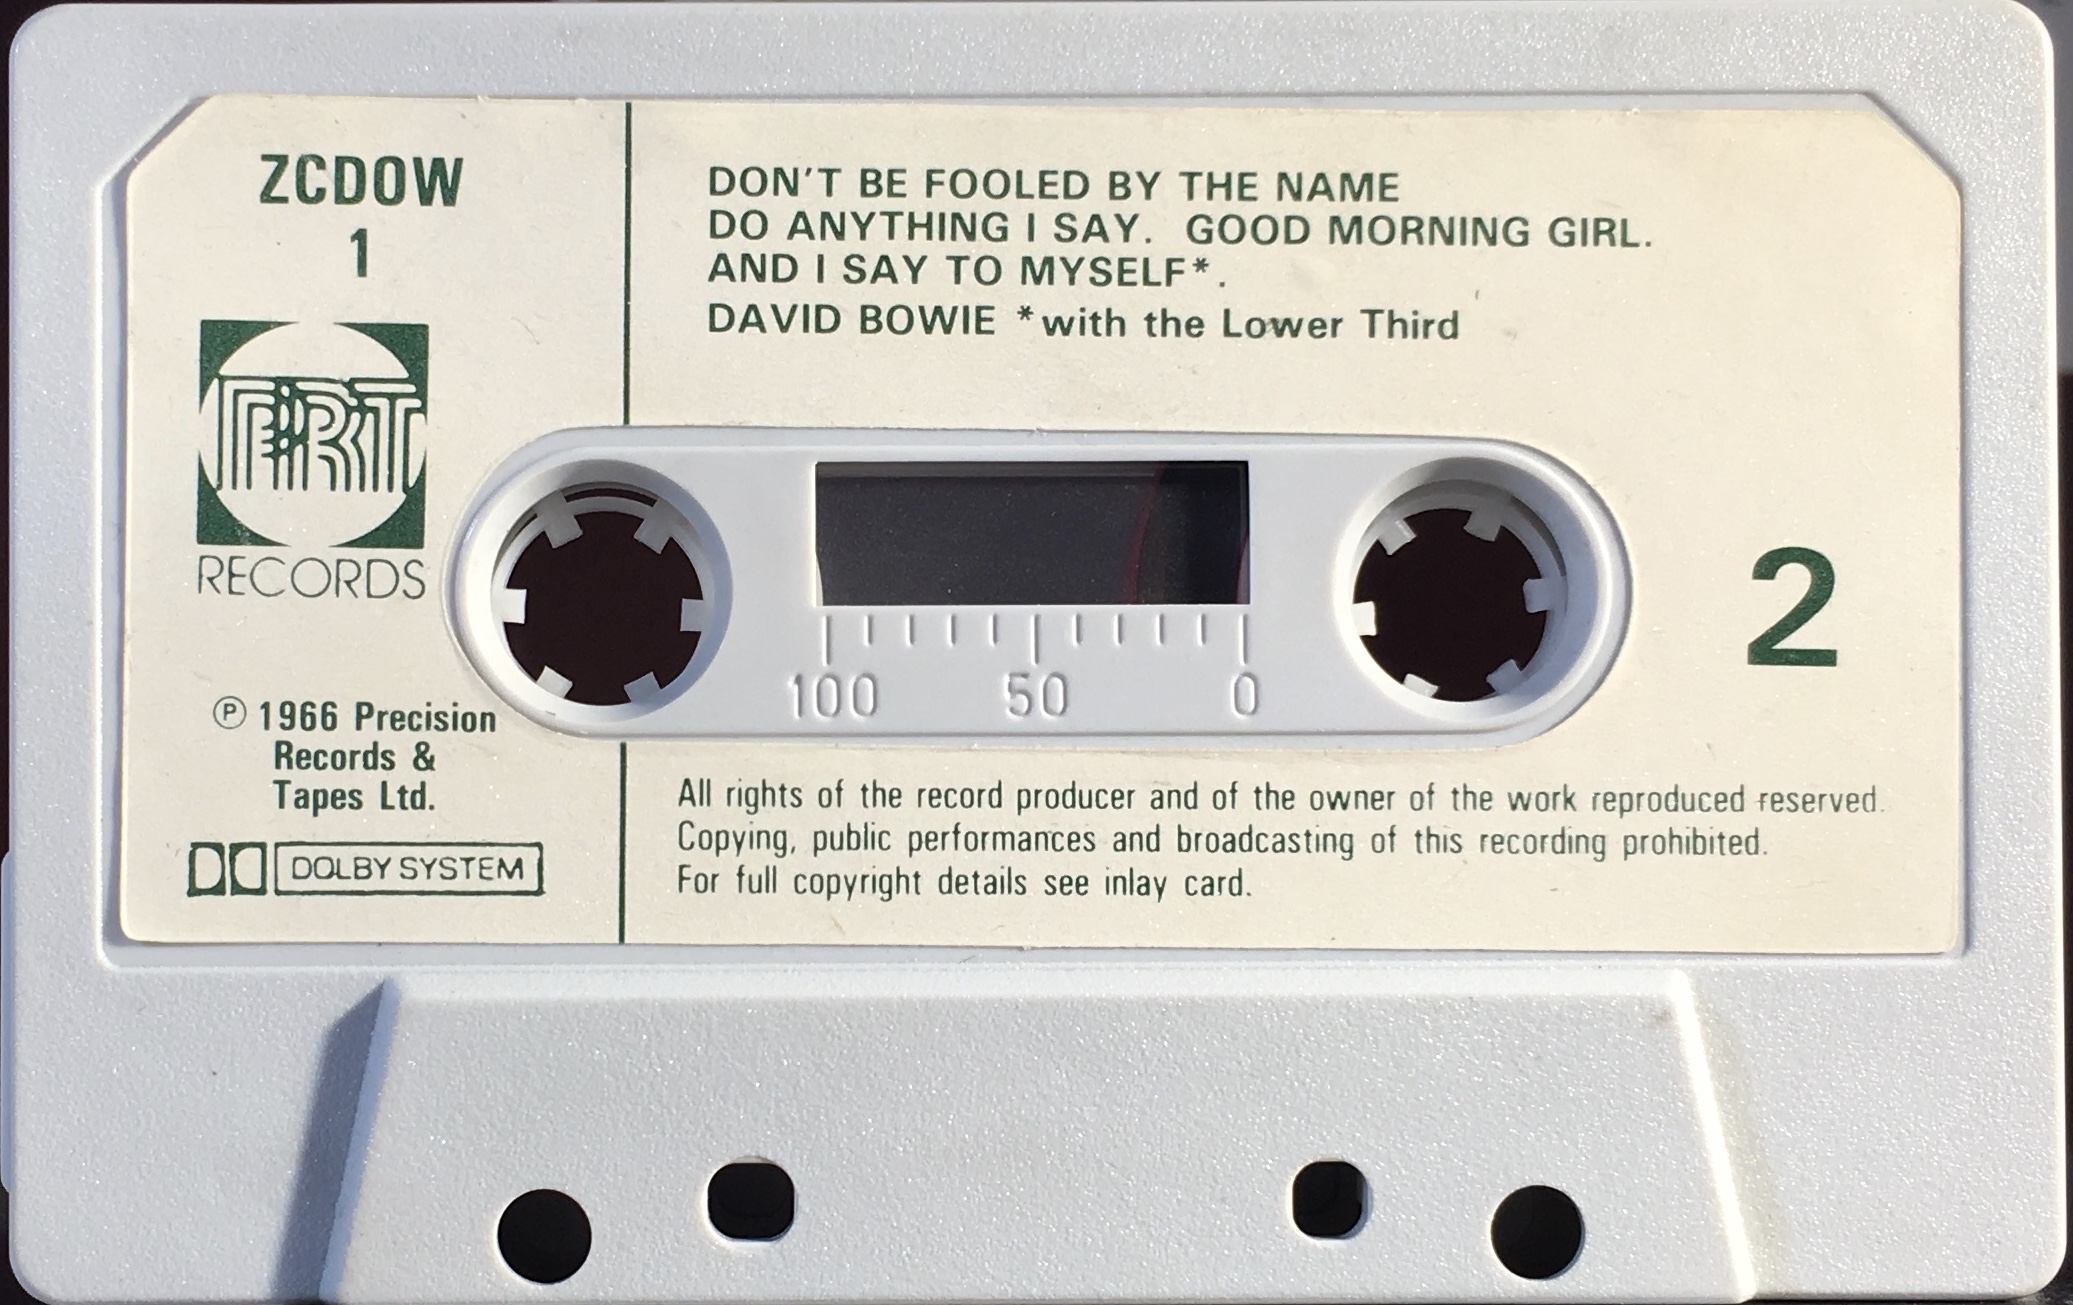 ZCDOW
1
PRT
RECORDS
℗ 1966 Precision
Records &
Tapes Ltd.
DOLBY SYSTEM
DON'T BE FOOLED BY THE NAME
DO ANYTHING I SAY. GOOD MORNING GIRL.
AND I SAY TO MYSELF*.
DAVID BOWIE *with the Lower Third
100 50 0
2
All rights of the record producer and of the owner of the work reproduced reserved.
Copying, public performances and broadcasting of this recording prohibited.
For full copyright details see inlay card.